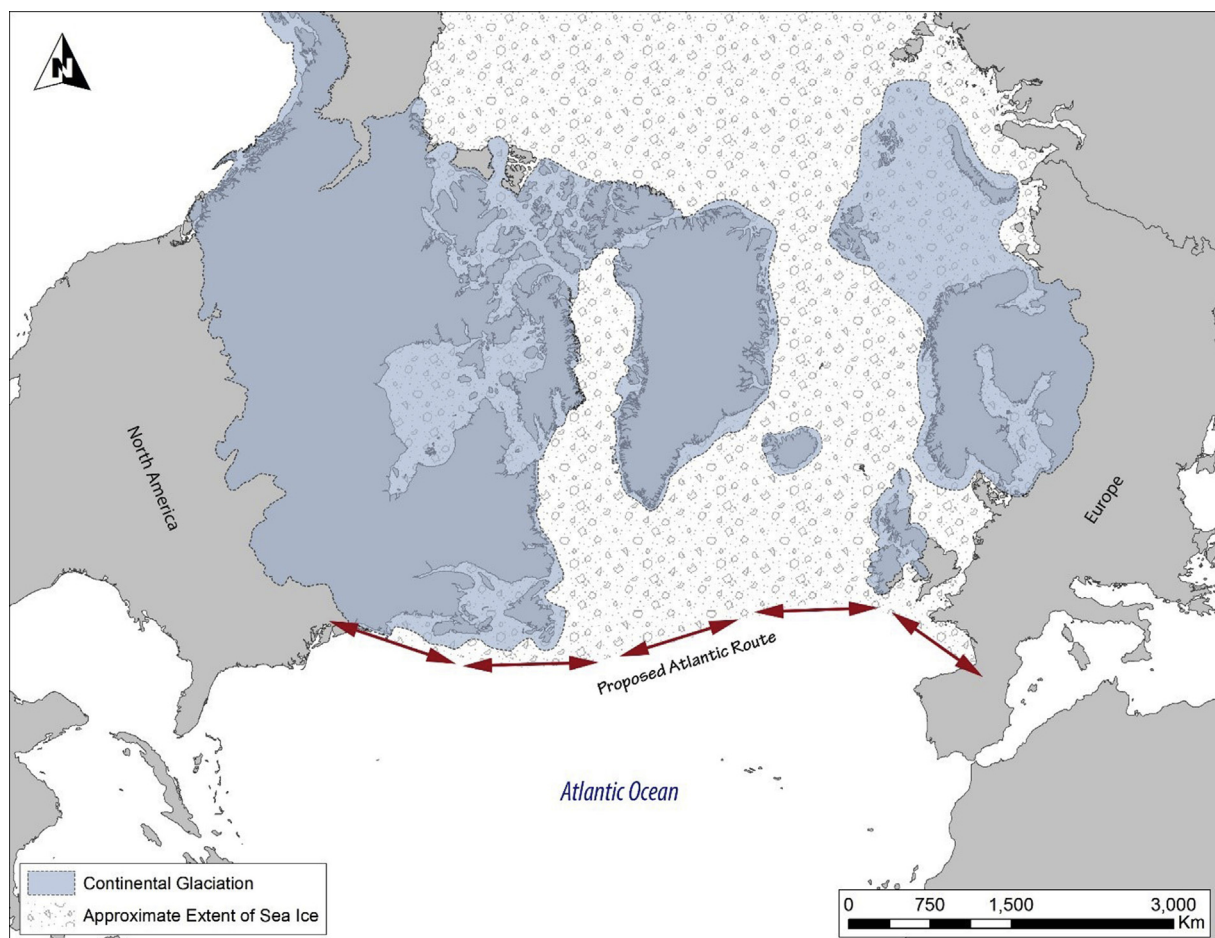 N
North America
Europe
Proposed Atlantic Route
Atlantic Ocean
Continental Glaciation
Approximate Extent of Sea Ice
0 750 1,500 3,000
Km